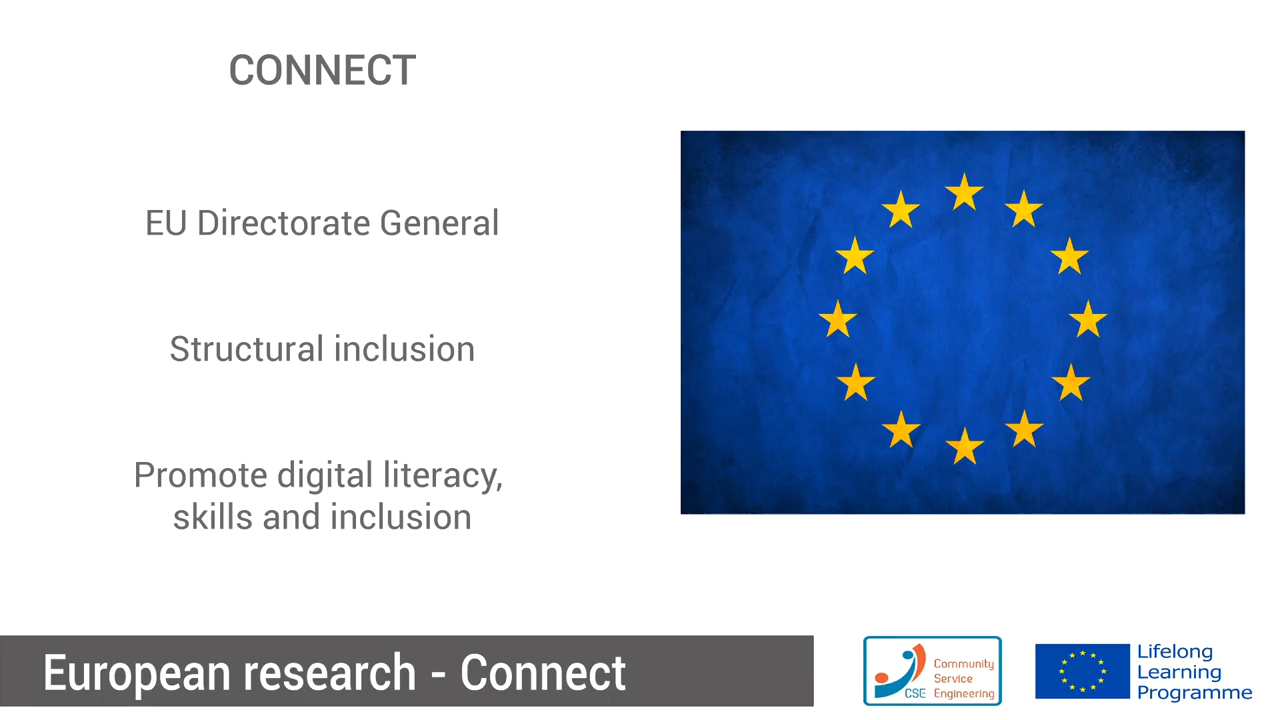 CONNECT
EU Directorate General
Structural inclusion
Promote digital literacy,
skills and inclusion
European research - Connect
CSE
Community
Service
Engineering
Lifelong
Learning
Programme